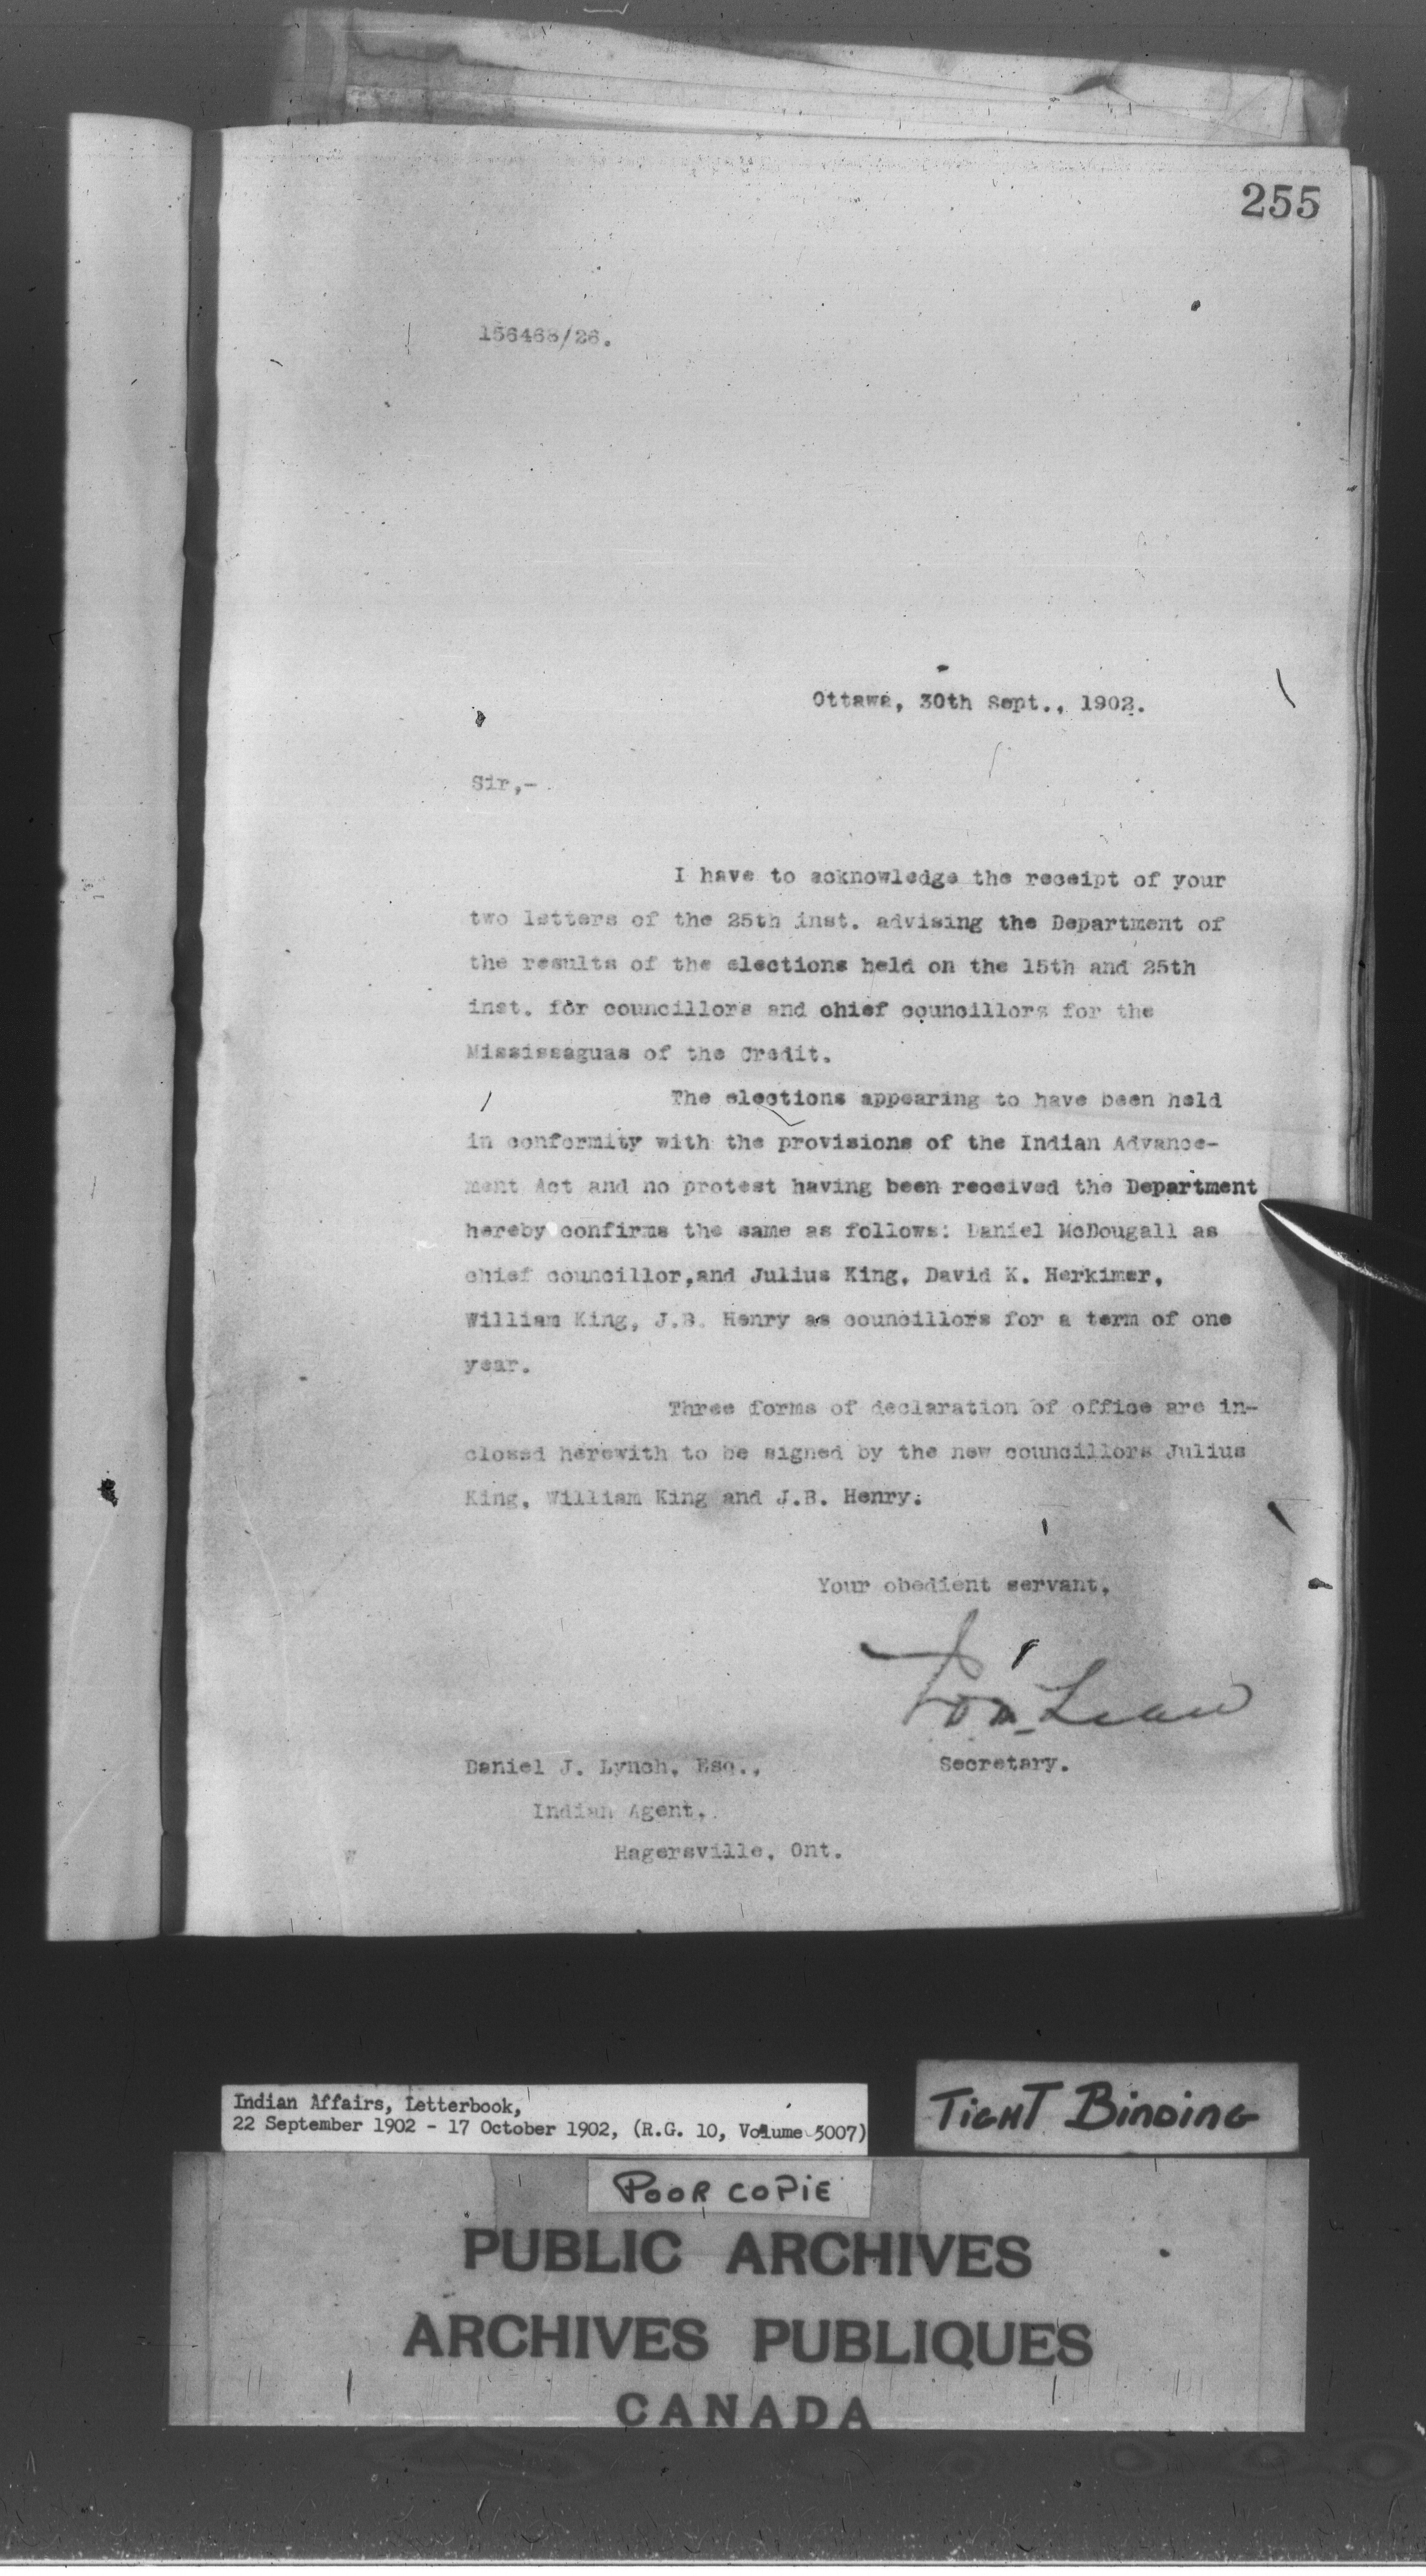 255
156468/26.
Ottawa, 30th Sept., 1902.
Sir,-
I have to acknowledge the receipt of your
two letters of the 25th inst. advising the Department of
the results of the elections held on the 15th and 25th
inst. for councillors and chief councillors for the
Mississaguas of the Credit.
The elections appearing to have been held
in conformity with the provisions of the Indian Advance-
ment Act and no protest having been received the Department
hereby confirms the same as follows: Daniel McDougall as
chief councillor,and Julius King, David K. Herkimer,
William King, J.B. Henry as councillors for a term of one
year.
Three forms of declaration of office are in-
closed herewith to be signed by the new councillors Julius
King, William King and J.B. Henry.
Your obedient servant,
Secretary.
Daniel J. Lynch, Esq.,
Indian Agent,
Hagersville, Ont.
Indian Affairs, Letterbook,
22 September 1902 - 17 October 1902, (R.G. 10, Volume 5007)
TIGHT BINDING
POOR COPIE
PUBLIC ARCHIVES
ARCHIVES PUBLIQUES
CANADA